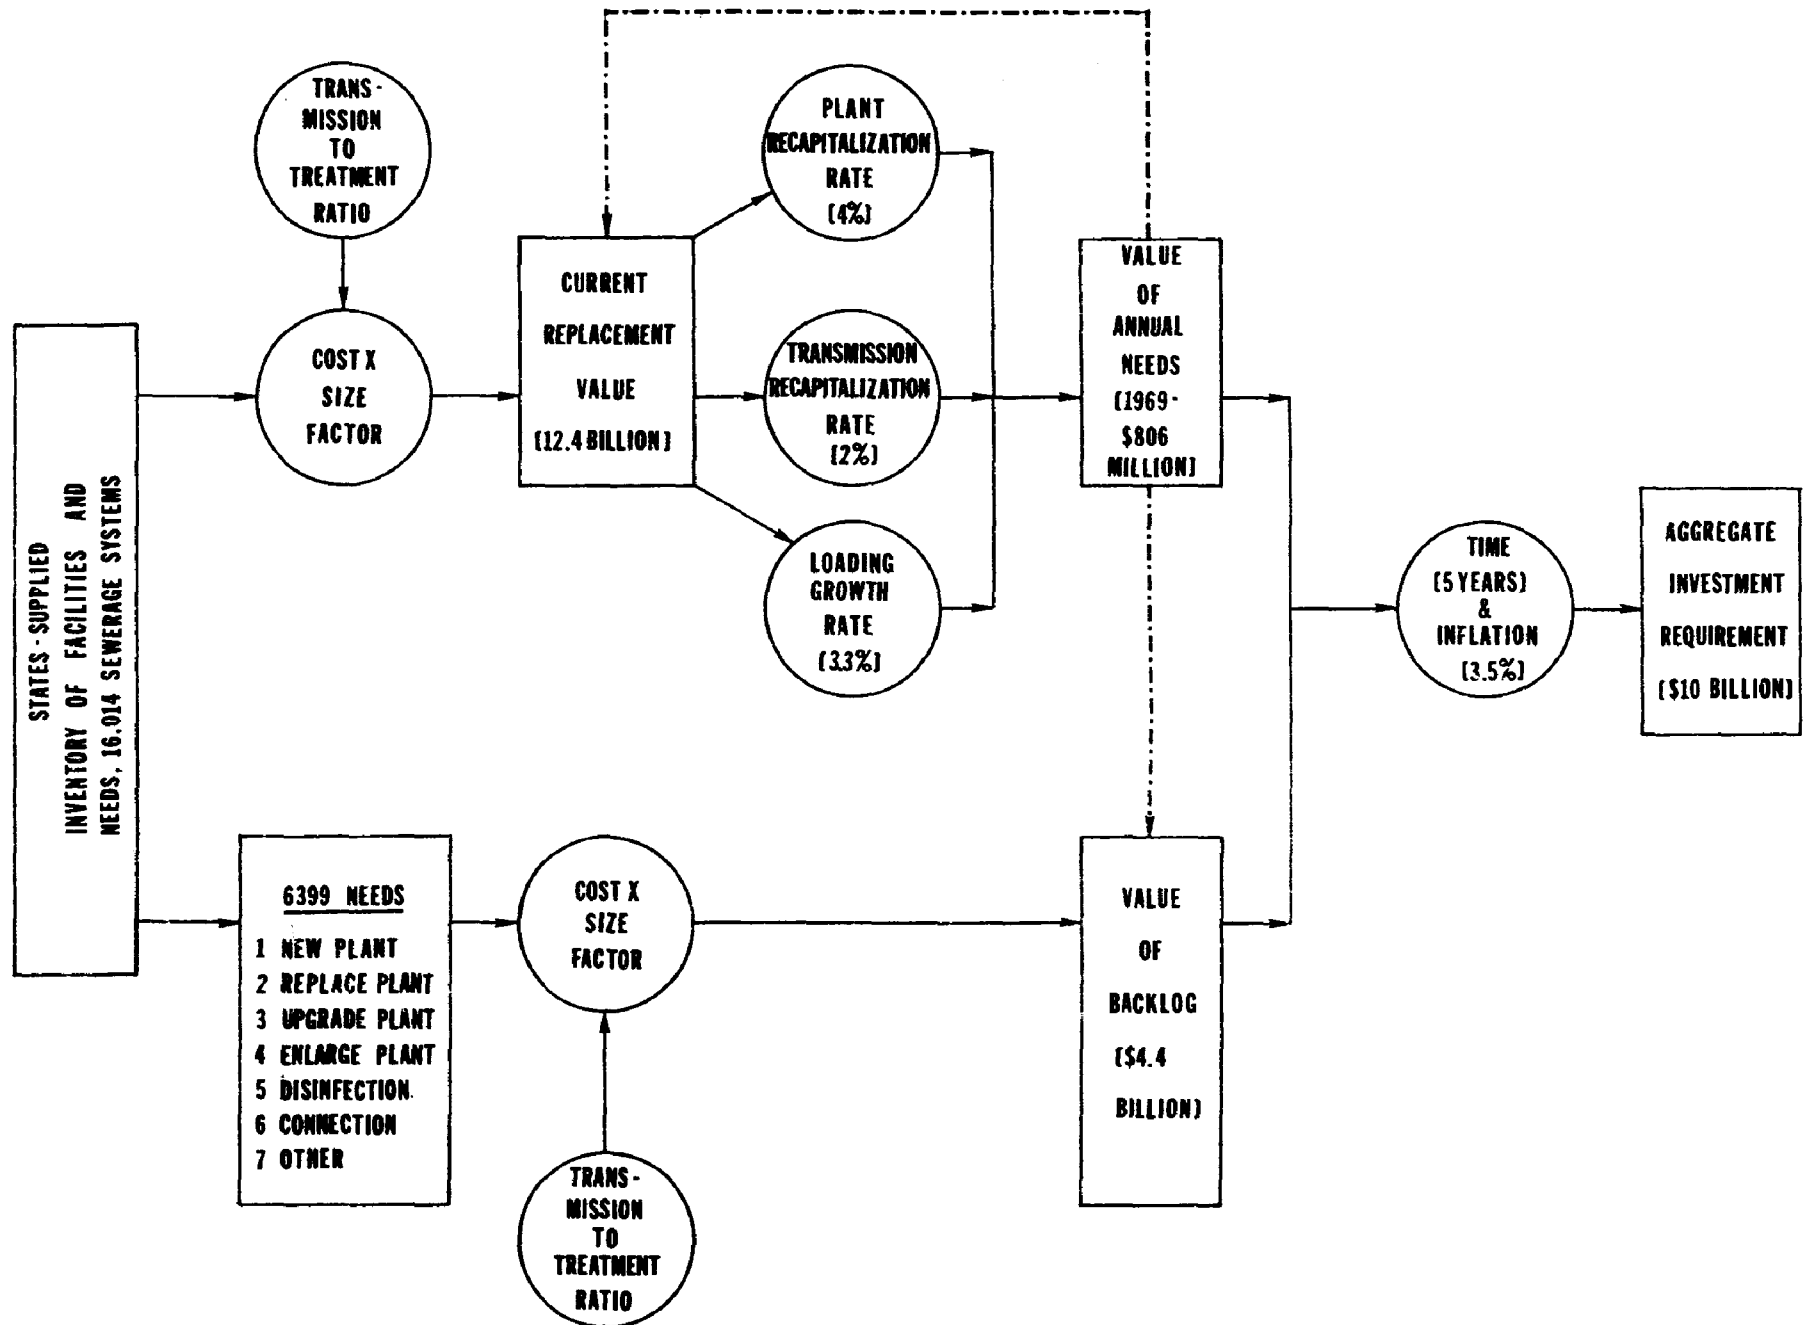 STATES-SUPPLIED
INVENTORY OF FACILITIES AND
NEEDS, 16.014 SEWERAGE SYSTEMS
TRANS-
MISSION
TO
TREATMENT
RATIO
COST X
SIZE
FACTOR
CURRENT
REPLACEMENT
VALUE
[12.4 BILLION]
PLANT
RECAPITALIZATION
RATE
[4%]
TRANSMISSION
RECAPITALIZATION
RATE
[2%]
LOADING
GROWTH
RATE
[3.3%]
VALUE
OF
ANNUAL
NEEDS
[1969-
$806
MILLION]
6399 NEEDS
1 NEW PLANT
2 REPLACE PLANT
3 UPGRADE PLANT
4 ENLARGE PLANT
5 DISINFECTION
6 CONNECTION
7 OTHER
COST X
SIZE
FACTOR
TRANS-
MISSION
TO
TREATMENT
RATIO
VALUE
OF
BACKLOG
[$4.4
BILLION]
TIME
[5 YEARS]
&
INFLATION
[3.5%]
AGGREGATE
INVESTMENT
REQUIREMENT
[$10 BILLION]